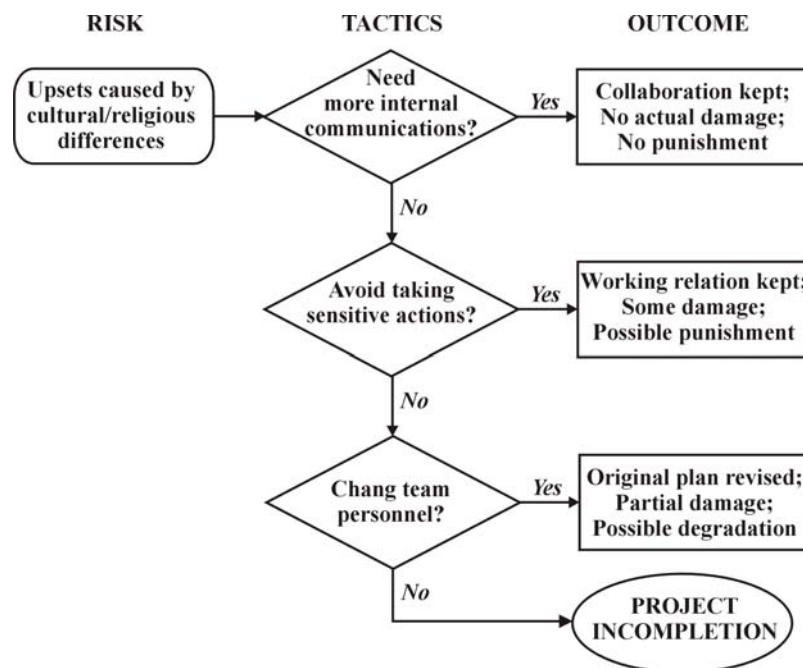 RISK
TACTICS
OUTCOME
Upsets caused by
cultural/religious
differences
Need
more internal
communications?
Yes
Collaboration kept;
No actual damage;
No punishment
No
Avoid taking
sensitive actions?
Yes
Working relation kept;
Some damage;
Possible punishment
No
Chang team
personnel?
Yes
Original plan revised;
Partial damage;
Possible degradation
No
PROJECT
INCOMPLETION